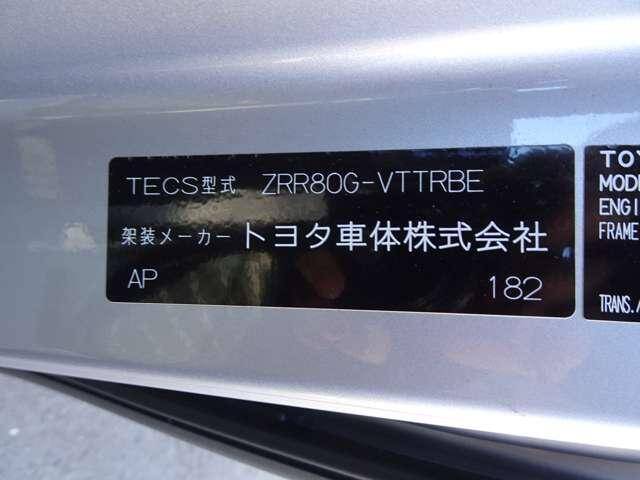 TECS型式 ZRR80G-VTTRBE
架装メーカー トヨタ車体株式会社
AP 182
TOY
MODE
ENGI
FRAME
TRANS./